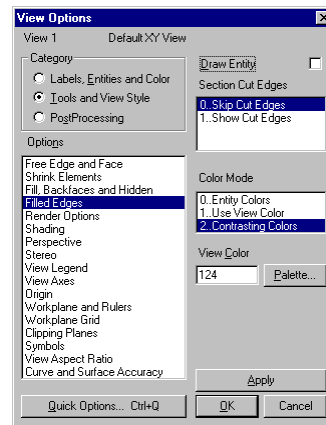 View Options
View 1 Default XY View
Category
Labels, Entities and Color
Tools and View Style
PostProcessing
Options
Free Edge and Face
Shrink Elements
Fill, Backfaces and Hidden
Filled Edges
Render Options
Shading
Perspective
Stereo
View Legend
View Axes
Origin
Workplane and Rulers
Workplane Grid
Clipping Planes
Symbols
View Aspect Ratio
Curve and Surface Accuracy
Draw Entity
Section Cut Edges
0..Skip Cut Edges
1..Show Cut Edges
Color Mode
0..Entity Colors
1..Use View Color
2..Contrasting Colors
View Color
124 Palette...
Apply
Quick Options... Ctrl+Q OK Cancel